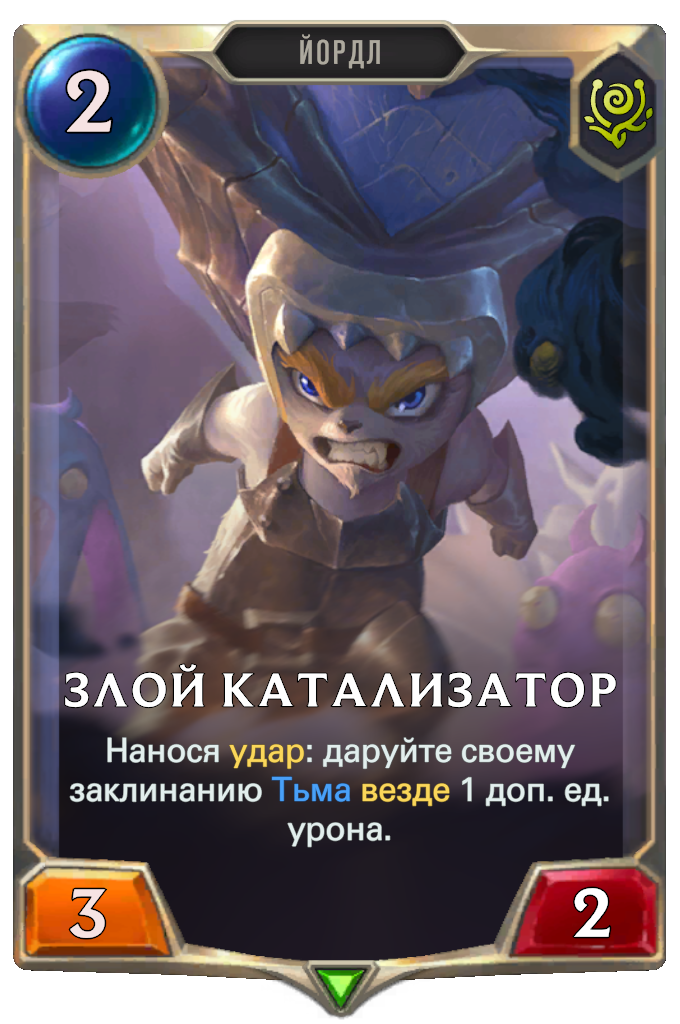 ЙОРДЛ
2
ЗЛОЙ КАТАЛИЗАТОР
Нанося удар: даруйте своему
заклинанию Тьма везде 1 доп. ед.
урона.
3
2